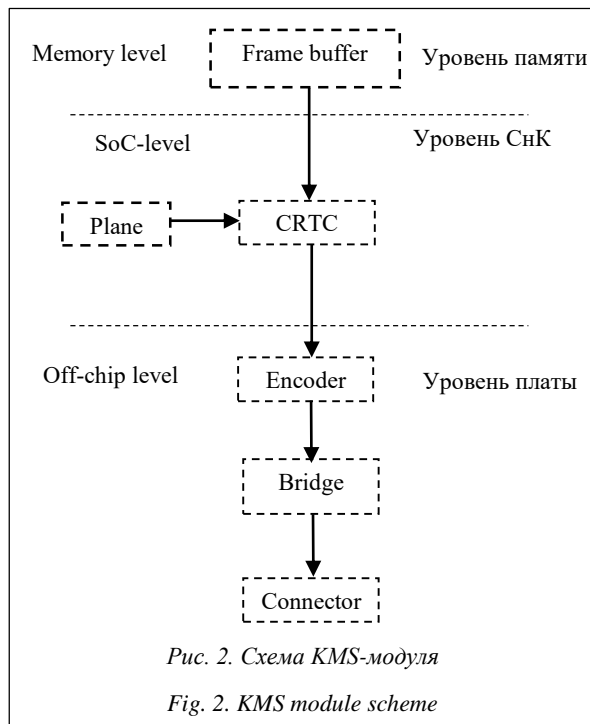 Memory level
Frame buffer
Уровень памяти
SoC-level
Уровень СнК
Plane
CRTC
Off-chip level
Encoder
Уровень платы
Bridge
Connector
Рис. 2. Схема KMS-модуля
Fig. 2. KMS module scheme